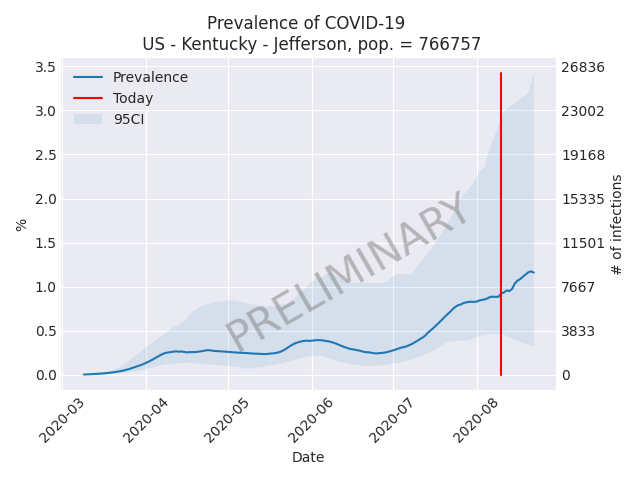 Prevalence of COVID-19
US - Kentucky - Jefferson, pop. = 766757
3.5
3.0
2.5
2.0
1.5
1.0
0.5
0.0
%
Prevalence
Today
95CI
PRELIMINARY
26836
23002
19168
15335
11501
7667
3833
0
# of infections
2020-03
2020-04
2020-05
2020-06
2020-07
2020-08
Date